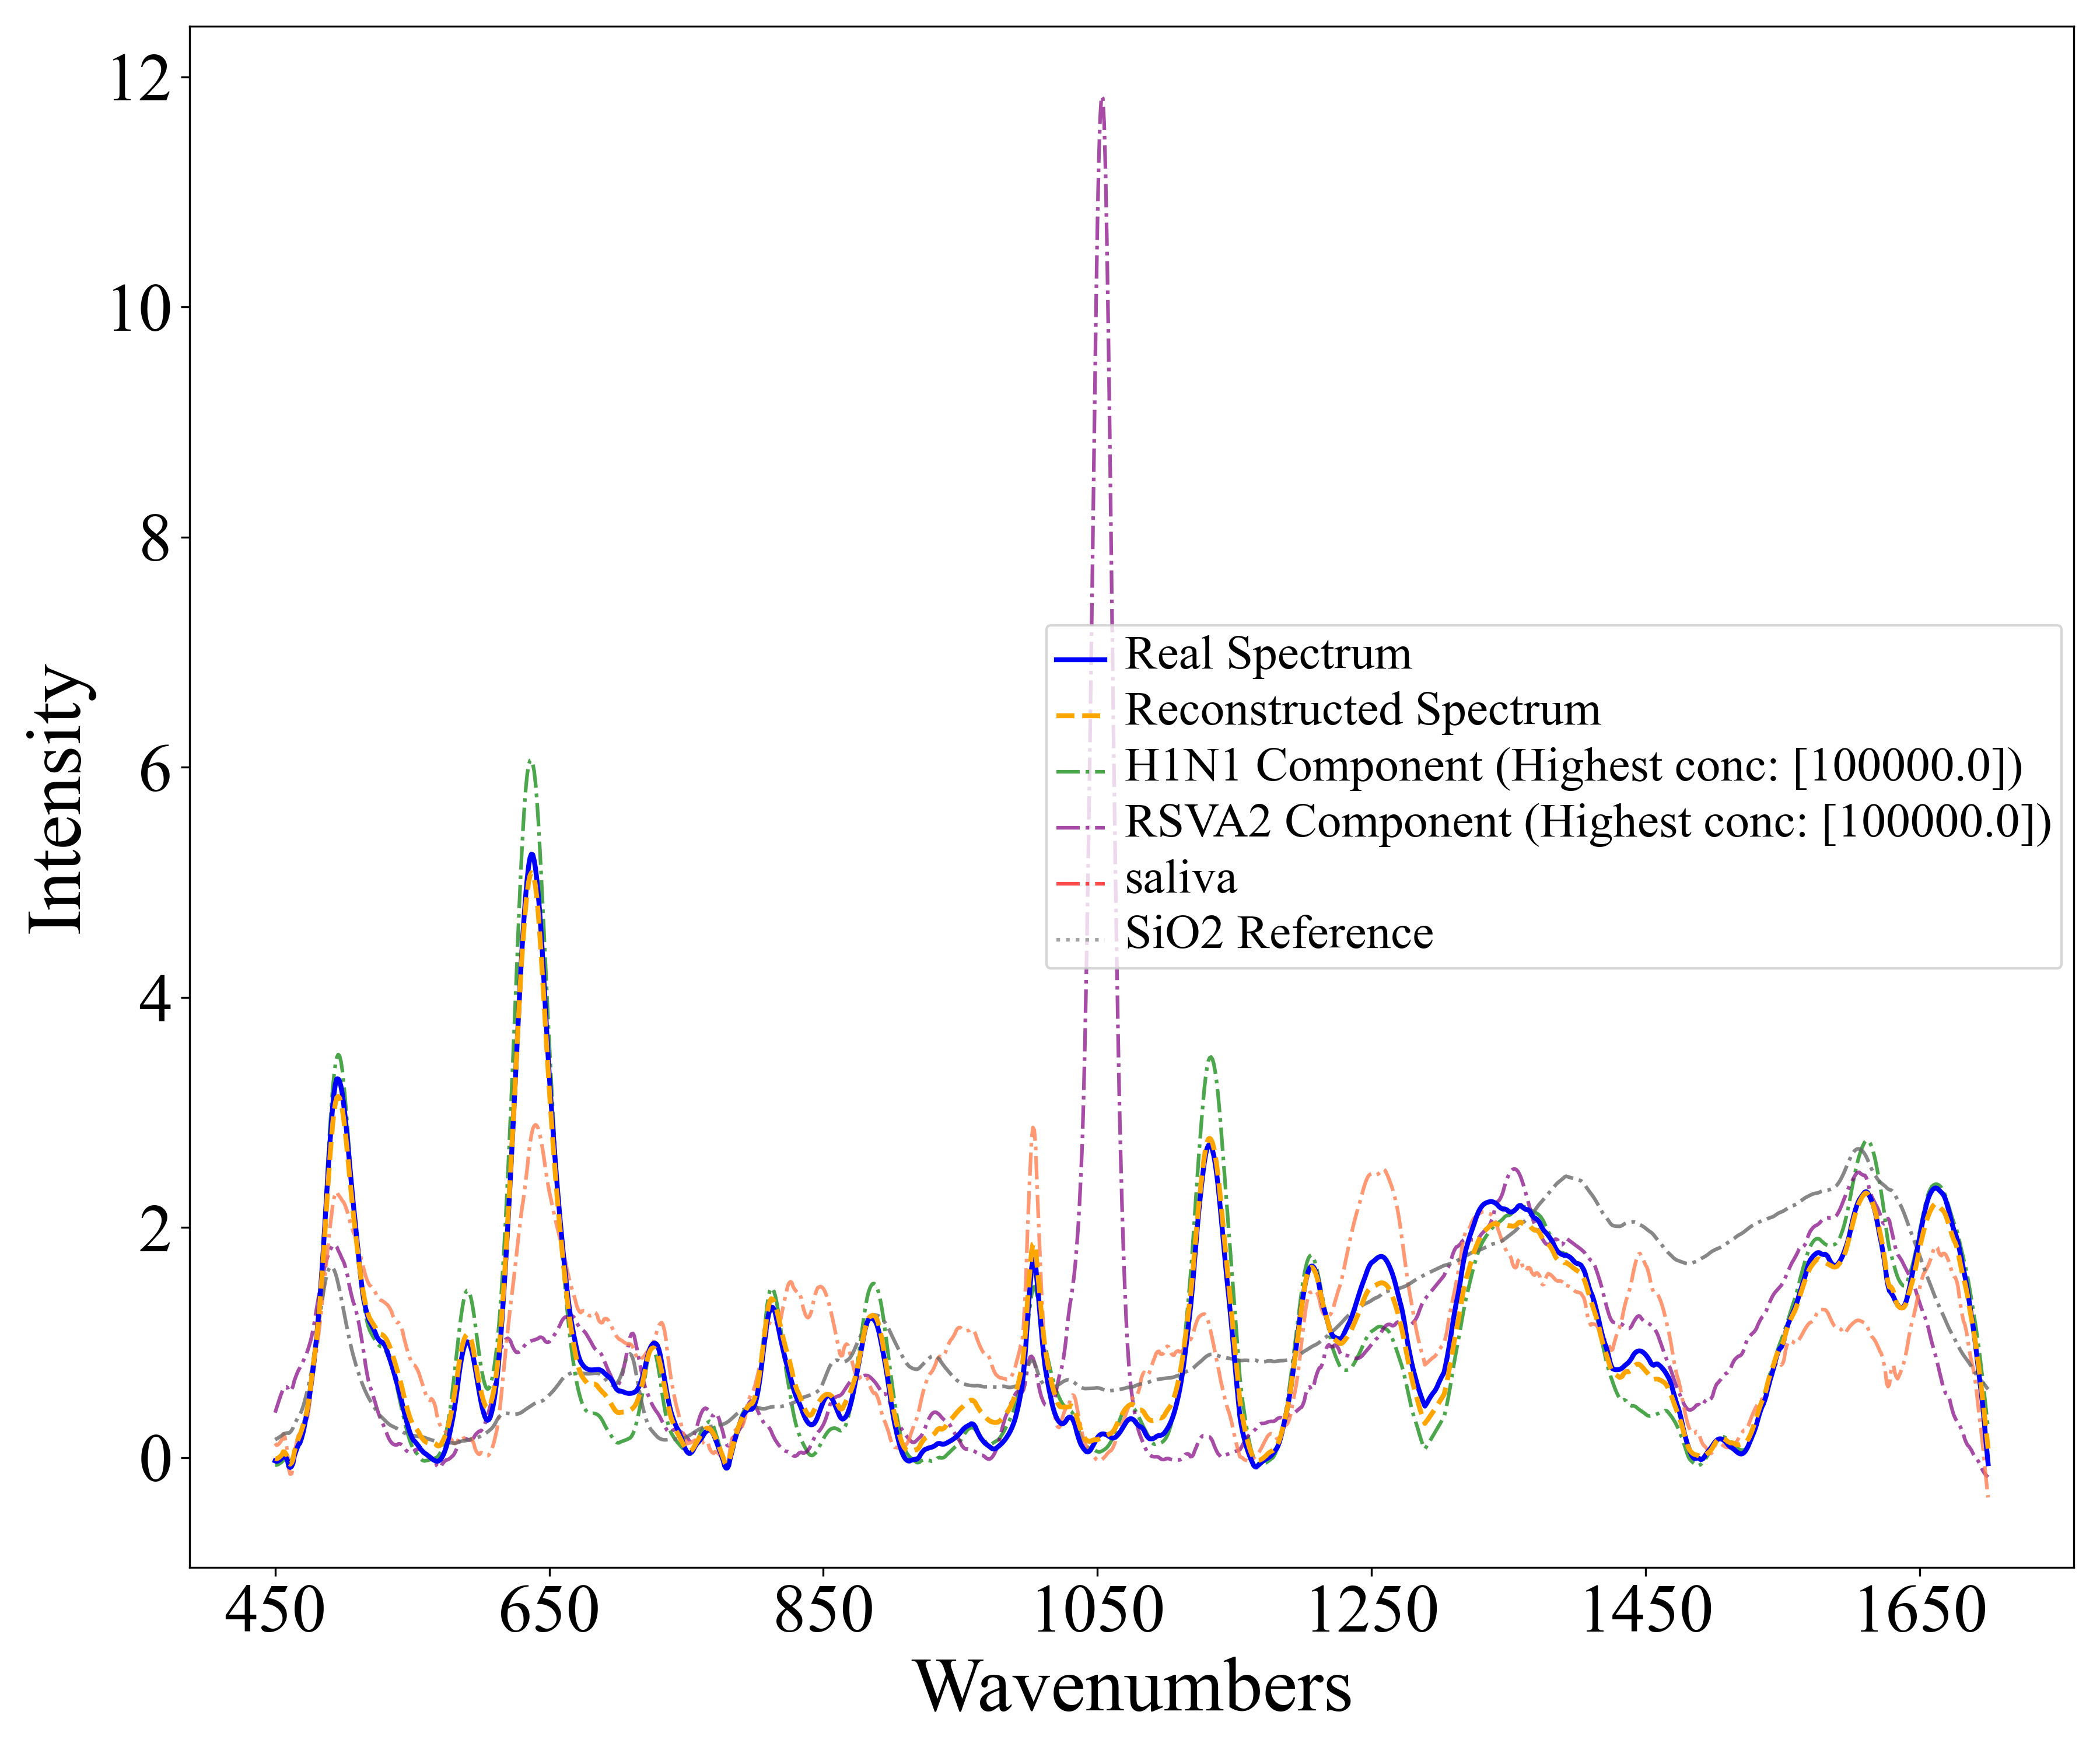 12
10
8
6
4
2
0
Intensity
Real Spectrum
Reconstructed Spectrum
H1N1 Component (Highest conc: [100000.0])
RSVA2 Component (Highest conc: [100000.0])
saliva
SiO2 Reference
450 650 850 1050 1250 1450 1650
Wavenumbers